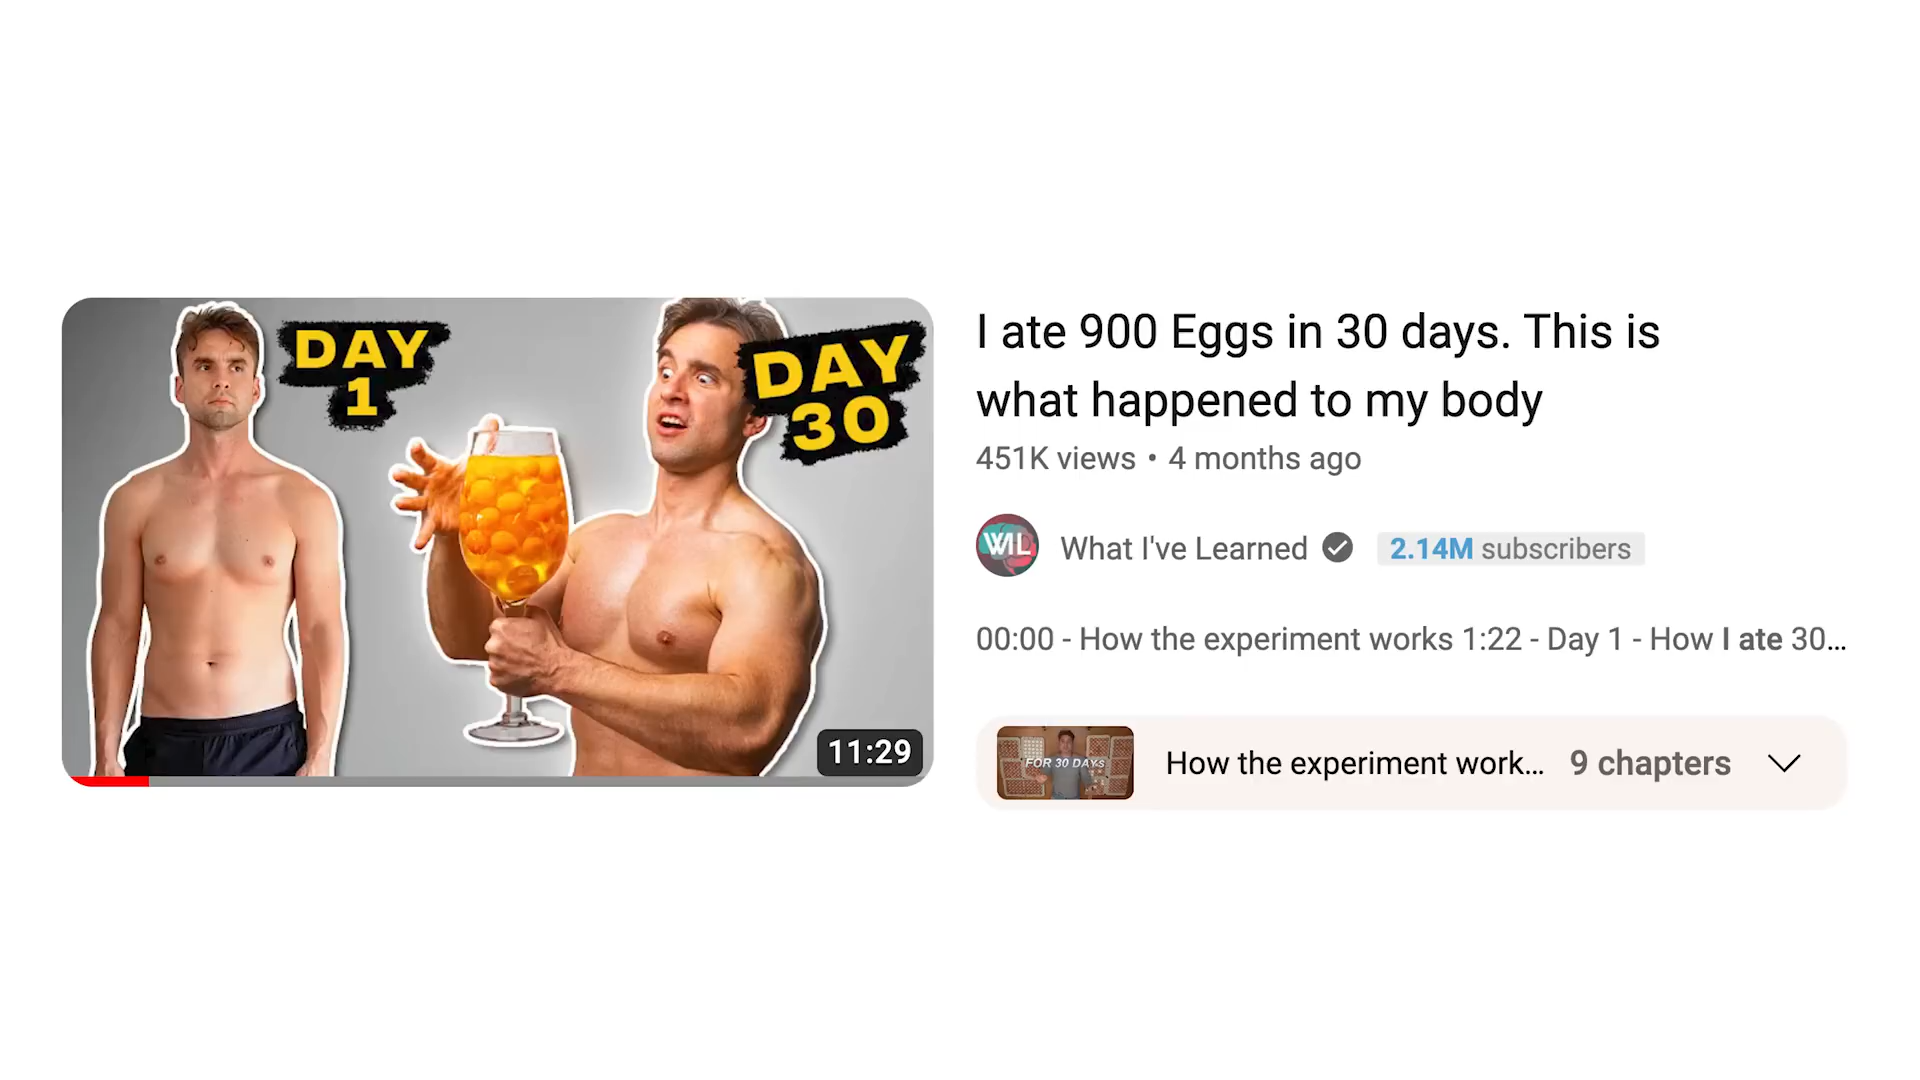 DAY
1
DAY
30
11:29
I ate 900 Eggs in 30 days. This is
what happened to my body
451K views • 4 months ago
WIL
What I've Learned
2.14M subscribers
00:00 - How the experiment works 1:22 - Day 1 - How I ate 30...
FOR 30 DAYS
How the experiment work...
9 chapters